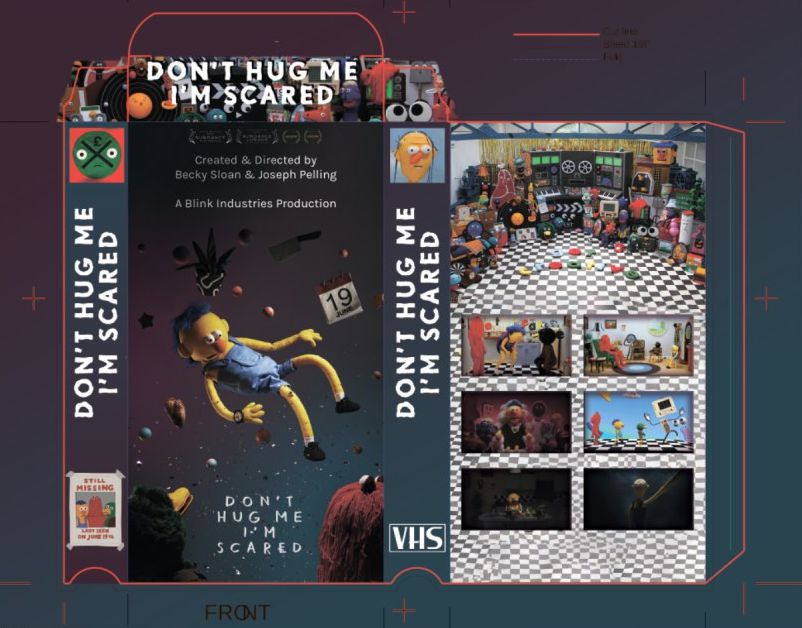 DON'T HUG ME
I'M SCARED
Created & Directed by
Becky Sloan & Joseph Pelling
A Blink Industries Production
DON'T HUG ME
I'M SCARED
19
JUNE
STILL
MISSING
LAST SEEN
ON JUNE 19TH
DON'T
HUG ME
I'M
SCARED
DON'T HUG ME
I'M SCARED
VHS
FRONT